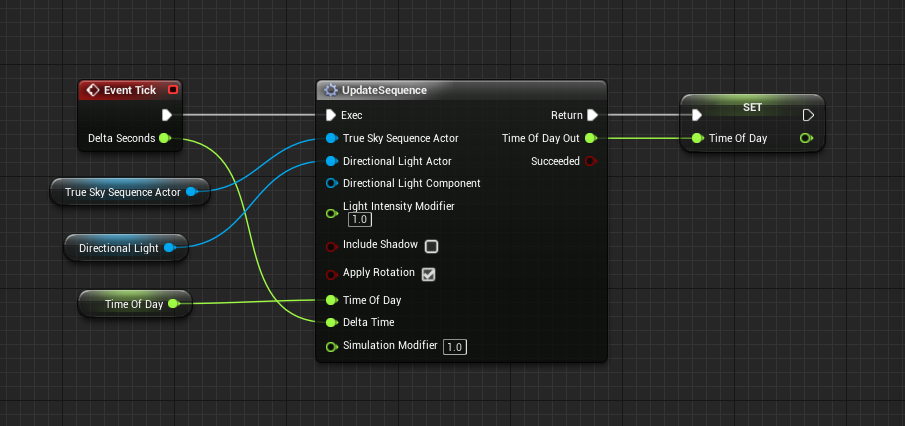 Event Tick
Delta Seconds
True Sky Sequence Actor
Directional Light
Time Of Day
UpdateSequence
Exec
Return
True Sky Sequence Actor
Time Of Day Out
Directional Light Actor
Succeeded
Directional Light Component
Light Intensity Modifier
1.0
Include Shadow
Apply Rotation
Time Of Day
Delta Time
Simulation Modifier 1.0
SET
Time Of Day